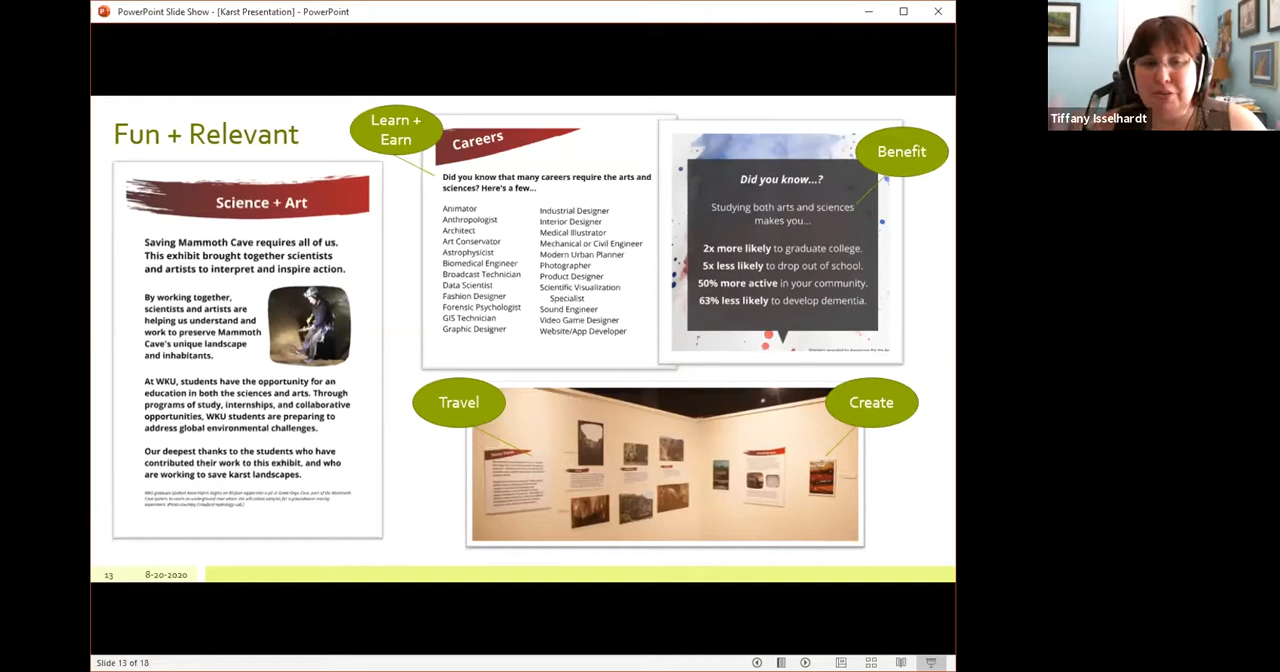 PowerPoint Slide Show - [Karst Presentation] - PowerPoint
Tiffany Isselhardt
Fun + Relevant
Learn +
Earn
Science + Art
Saving Mammoth Cave requires all of us.
This exhibit brought together scientists
and artists to interpret and inspire action.
By working together,
scientists and artists are
helping us understand and
work to preserve Mammoth
Cave's unique landscape
and inhabitants.
At WKU, students have the opportunity for an
education in both the sciences and arts. Through
programs of study, internships, and collaborative
opportunities, WKU students are preparing to
address global environmental challenges.
Our deepest thanks to the students who have
contributed their work to this exhibit, and who
are working to save karst landscapes.
Careers
Did you know that many careers require the arts and
sciences? Here's a few...
Animator
Anthropologist
Architect
Art Conservator
Astrophysicist
Biomedical Engineer
Broadcast Technician
Data Scientist
Fashion Designer
Forensic Psychologist
GIS Technician
Graphic Designer
Industrial Designer
Interior Designer
Medical Illustrator
Mechanical or Civil Engineer
Modern Urban Planner
Photographer
Product Designer
Scientific Visualization
Specialist
Sound Engineer
Video Game Designer
Website/App Developer
Benefit
Did you know...?
Studying both arts and sciences
makes you...
2x more likely to graduate college.
5x less likely to drop out of school.
50% more active in your community.
63% less likely to develop dementia.
Travel
Create
13
8-20-2020
Slide 13 of 18